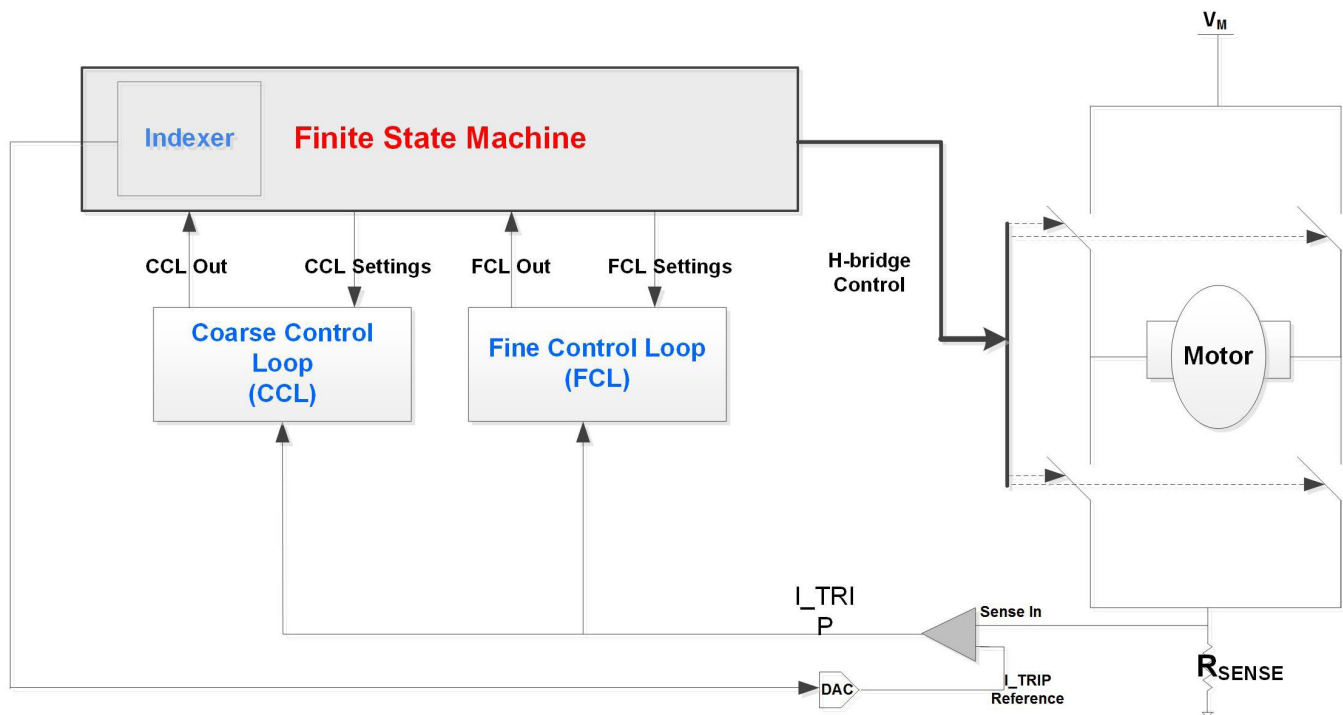 VM
Indexer
Finite State Machine
CCL Out
CCL Settings
FCL Out
FCL Settings
H-bridge
Control
Coarse Control
Loop
(CCL)
Fine Control Loop
(FCL)
Motor
I_TRI
P
Sense In
DAC
I_TRIP
Reference
RSENSE